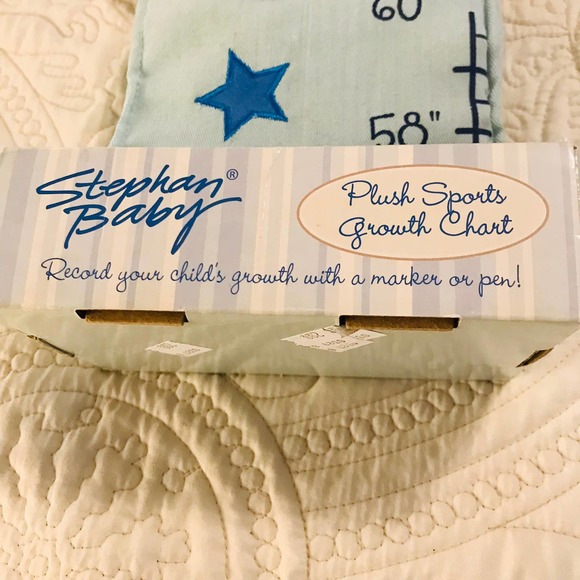 60
58"
Stephan®
Baby
Plush Sports
Growth Chart
Record your child's growth with a marker or pen!